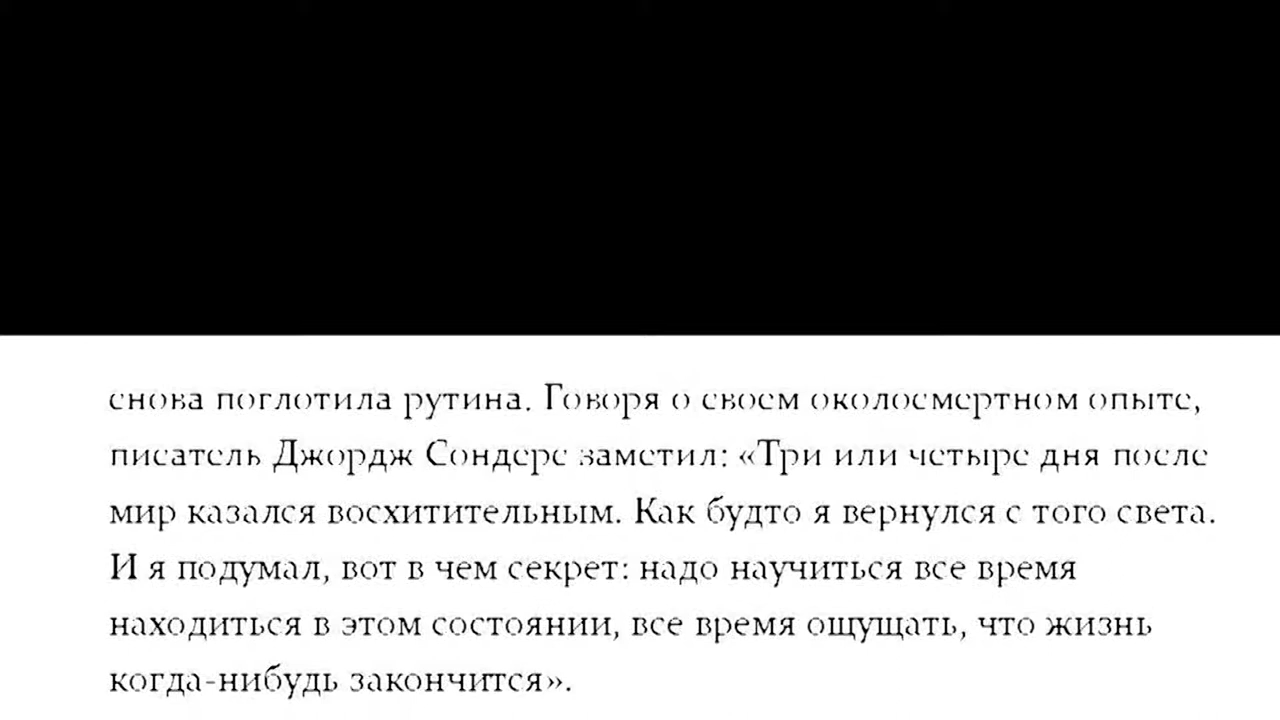 снова поглотила рутина. Говоря о своем околосмертном опыте,
писатель Джордж Сондерс заметил: «Три или четыре дня после
мир казался восхитительным. Как будто я вернулся с того света.
И я подумал, вот в чем секрет: надо научиться все время
находиться в этом состоянии, все время ощущать, что жизнь
когда-нибудь закончится».